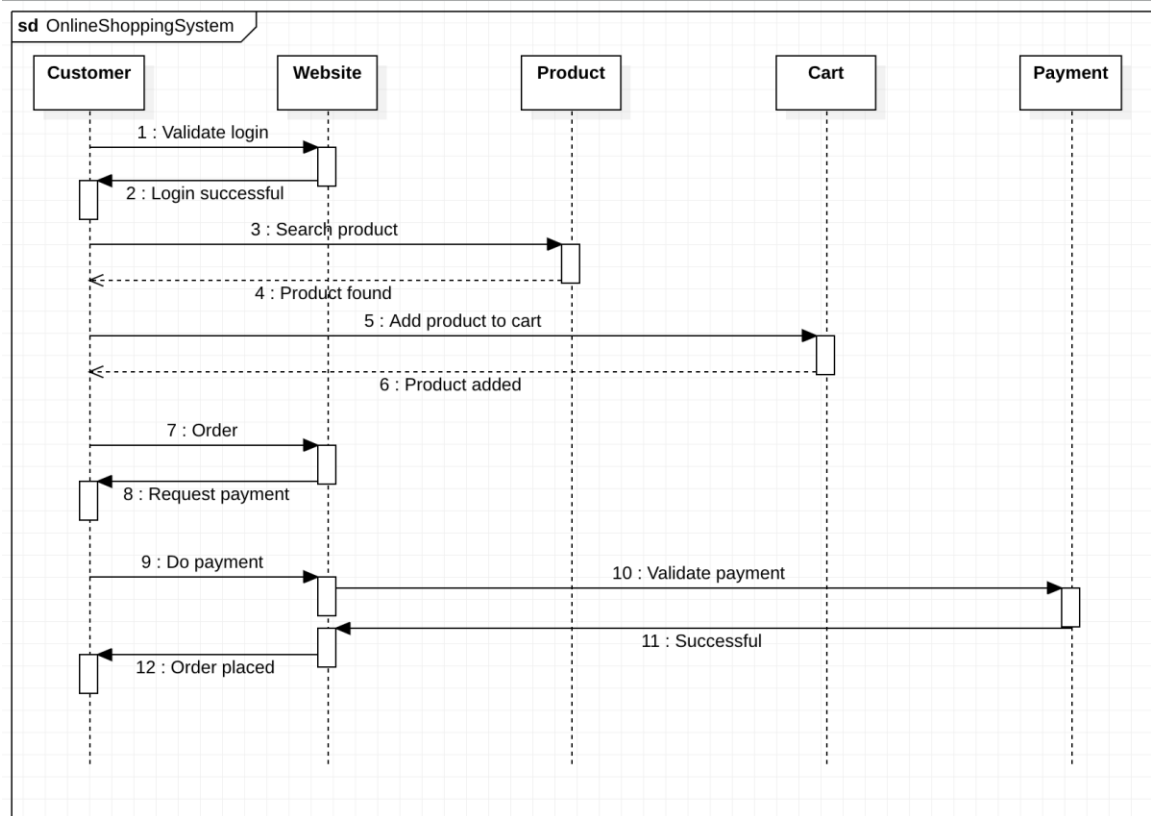 sd OnlineShoppingSystem
Customer
Website
Product
Cart
Payment
1 : Validate login
2 : Login successful
3 : Search product
4 : Product found
5 : Add product to cart
6 : Product added
7 : Order
8 : Request payment
9 : Do payment
10 : Validate payment
11 : Successful
12 : Order placed